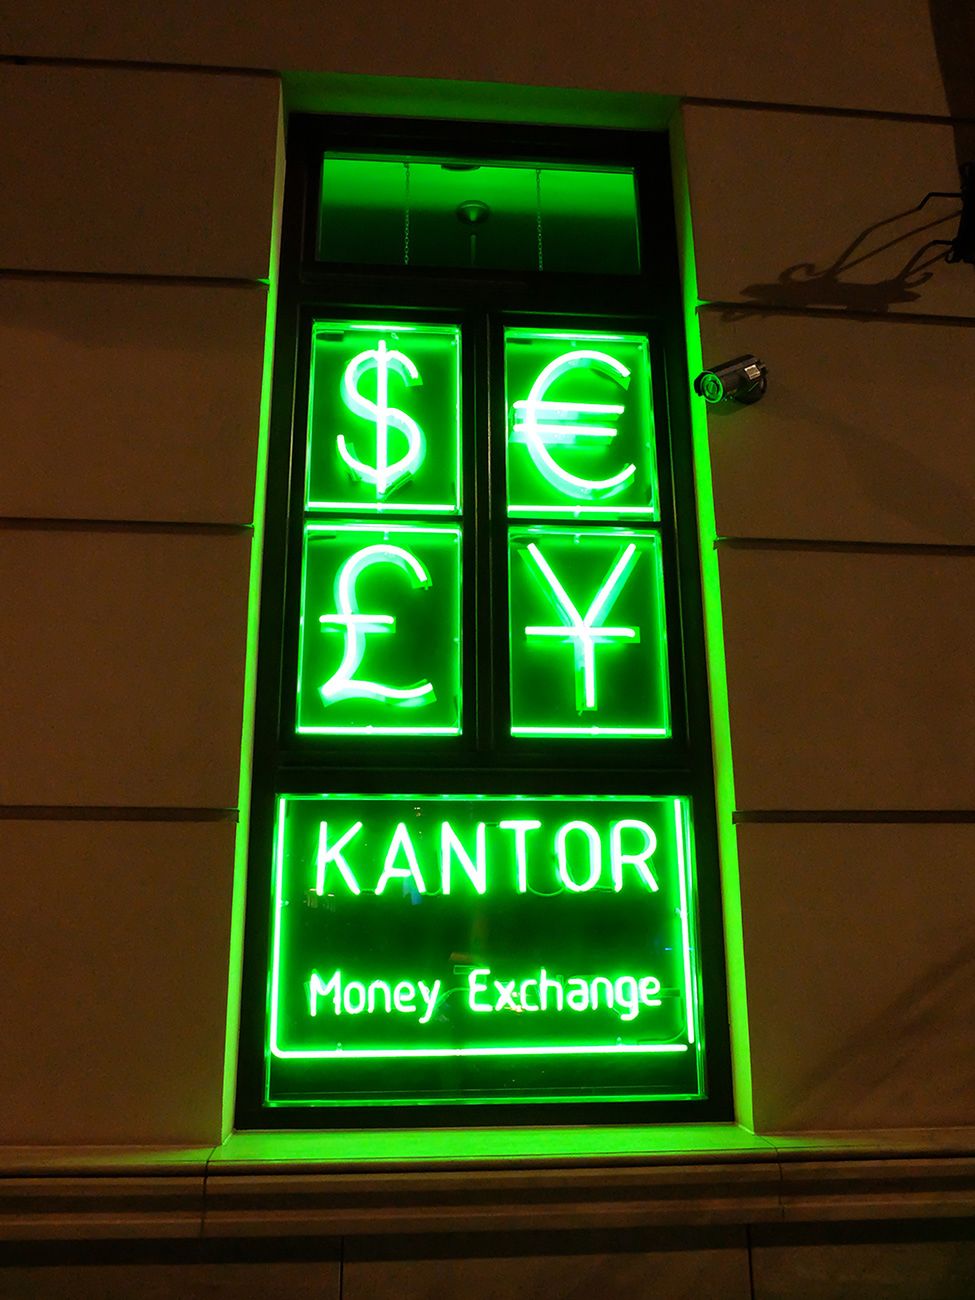 $ €
£ ¥
KANTOR
Money Exchange